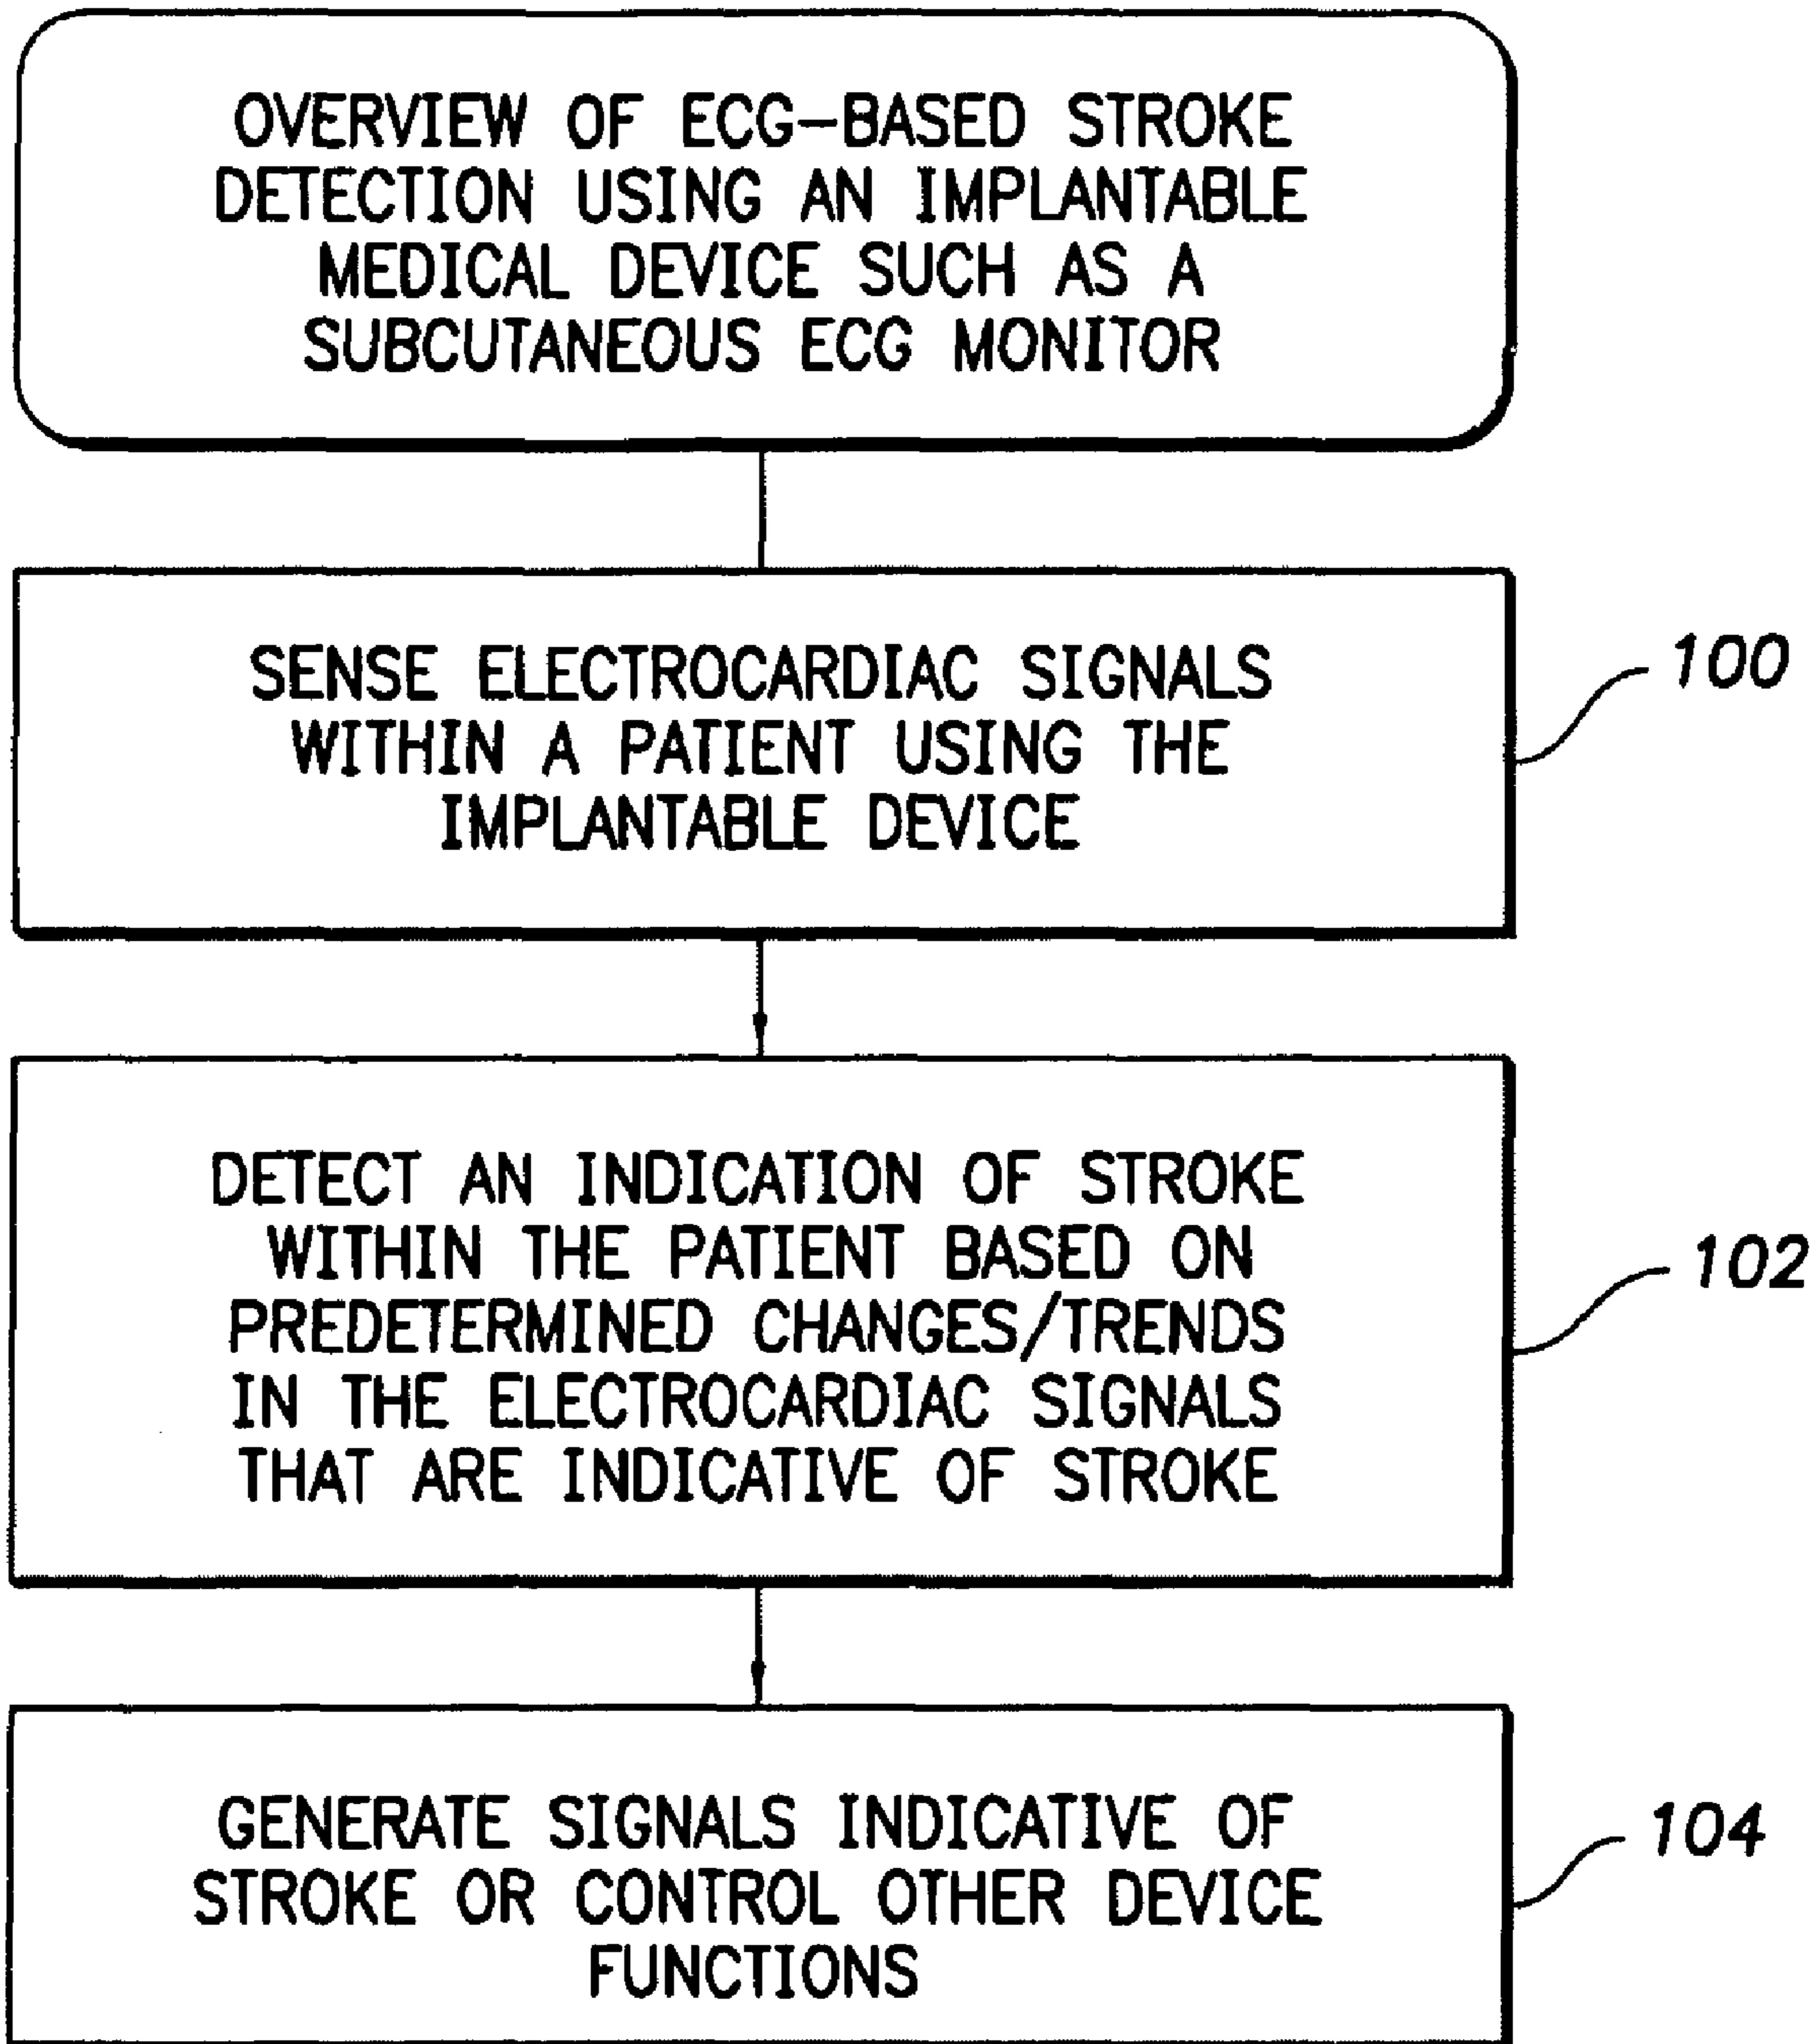 OVERVIEW OF ECG-BASED STROKE
DETECTION USING AN IMPLANTABLE
MEDICAL DEVICE SUCH AS A
SUBCUTANEOUS ECG MONITOR
SENSE ELECTROCARDIAC SIGNALS
WITHIN A PATIENT USING THE
IMPLANTABLE DEVICE
100
DETECT AN INDICATION OF STROKE
WITHIN THE PATIENT BASED ON
PREDETERMINED CHANGES/TRENDS
IN THE ELECTROCARDIAC SIGNALS
THAT ARE INDICATIVE OF STROKE
102
GENERATE SIGNALS INDICATIVE OF
STROKE OR CONTROL OTHER DEVICE
FUNCTIONS
104